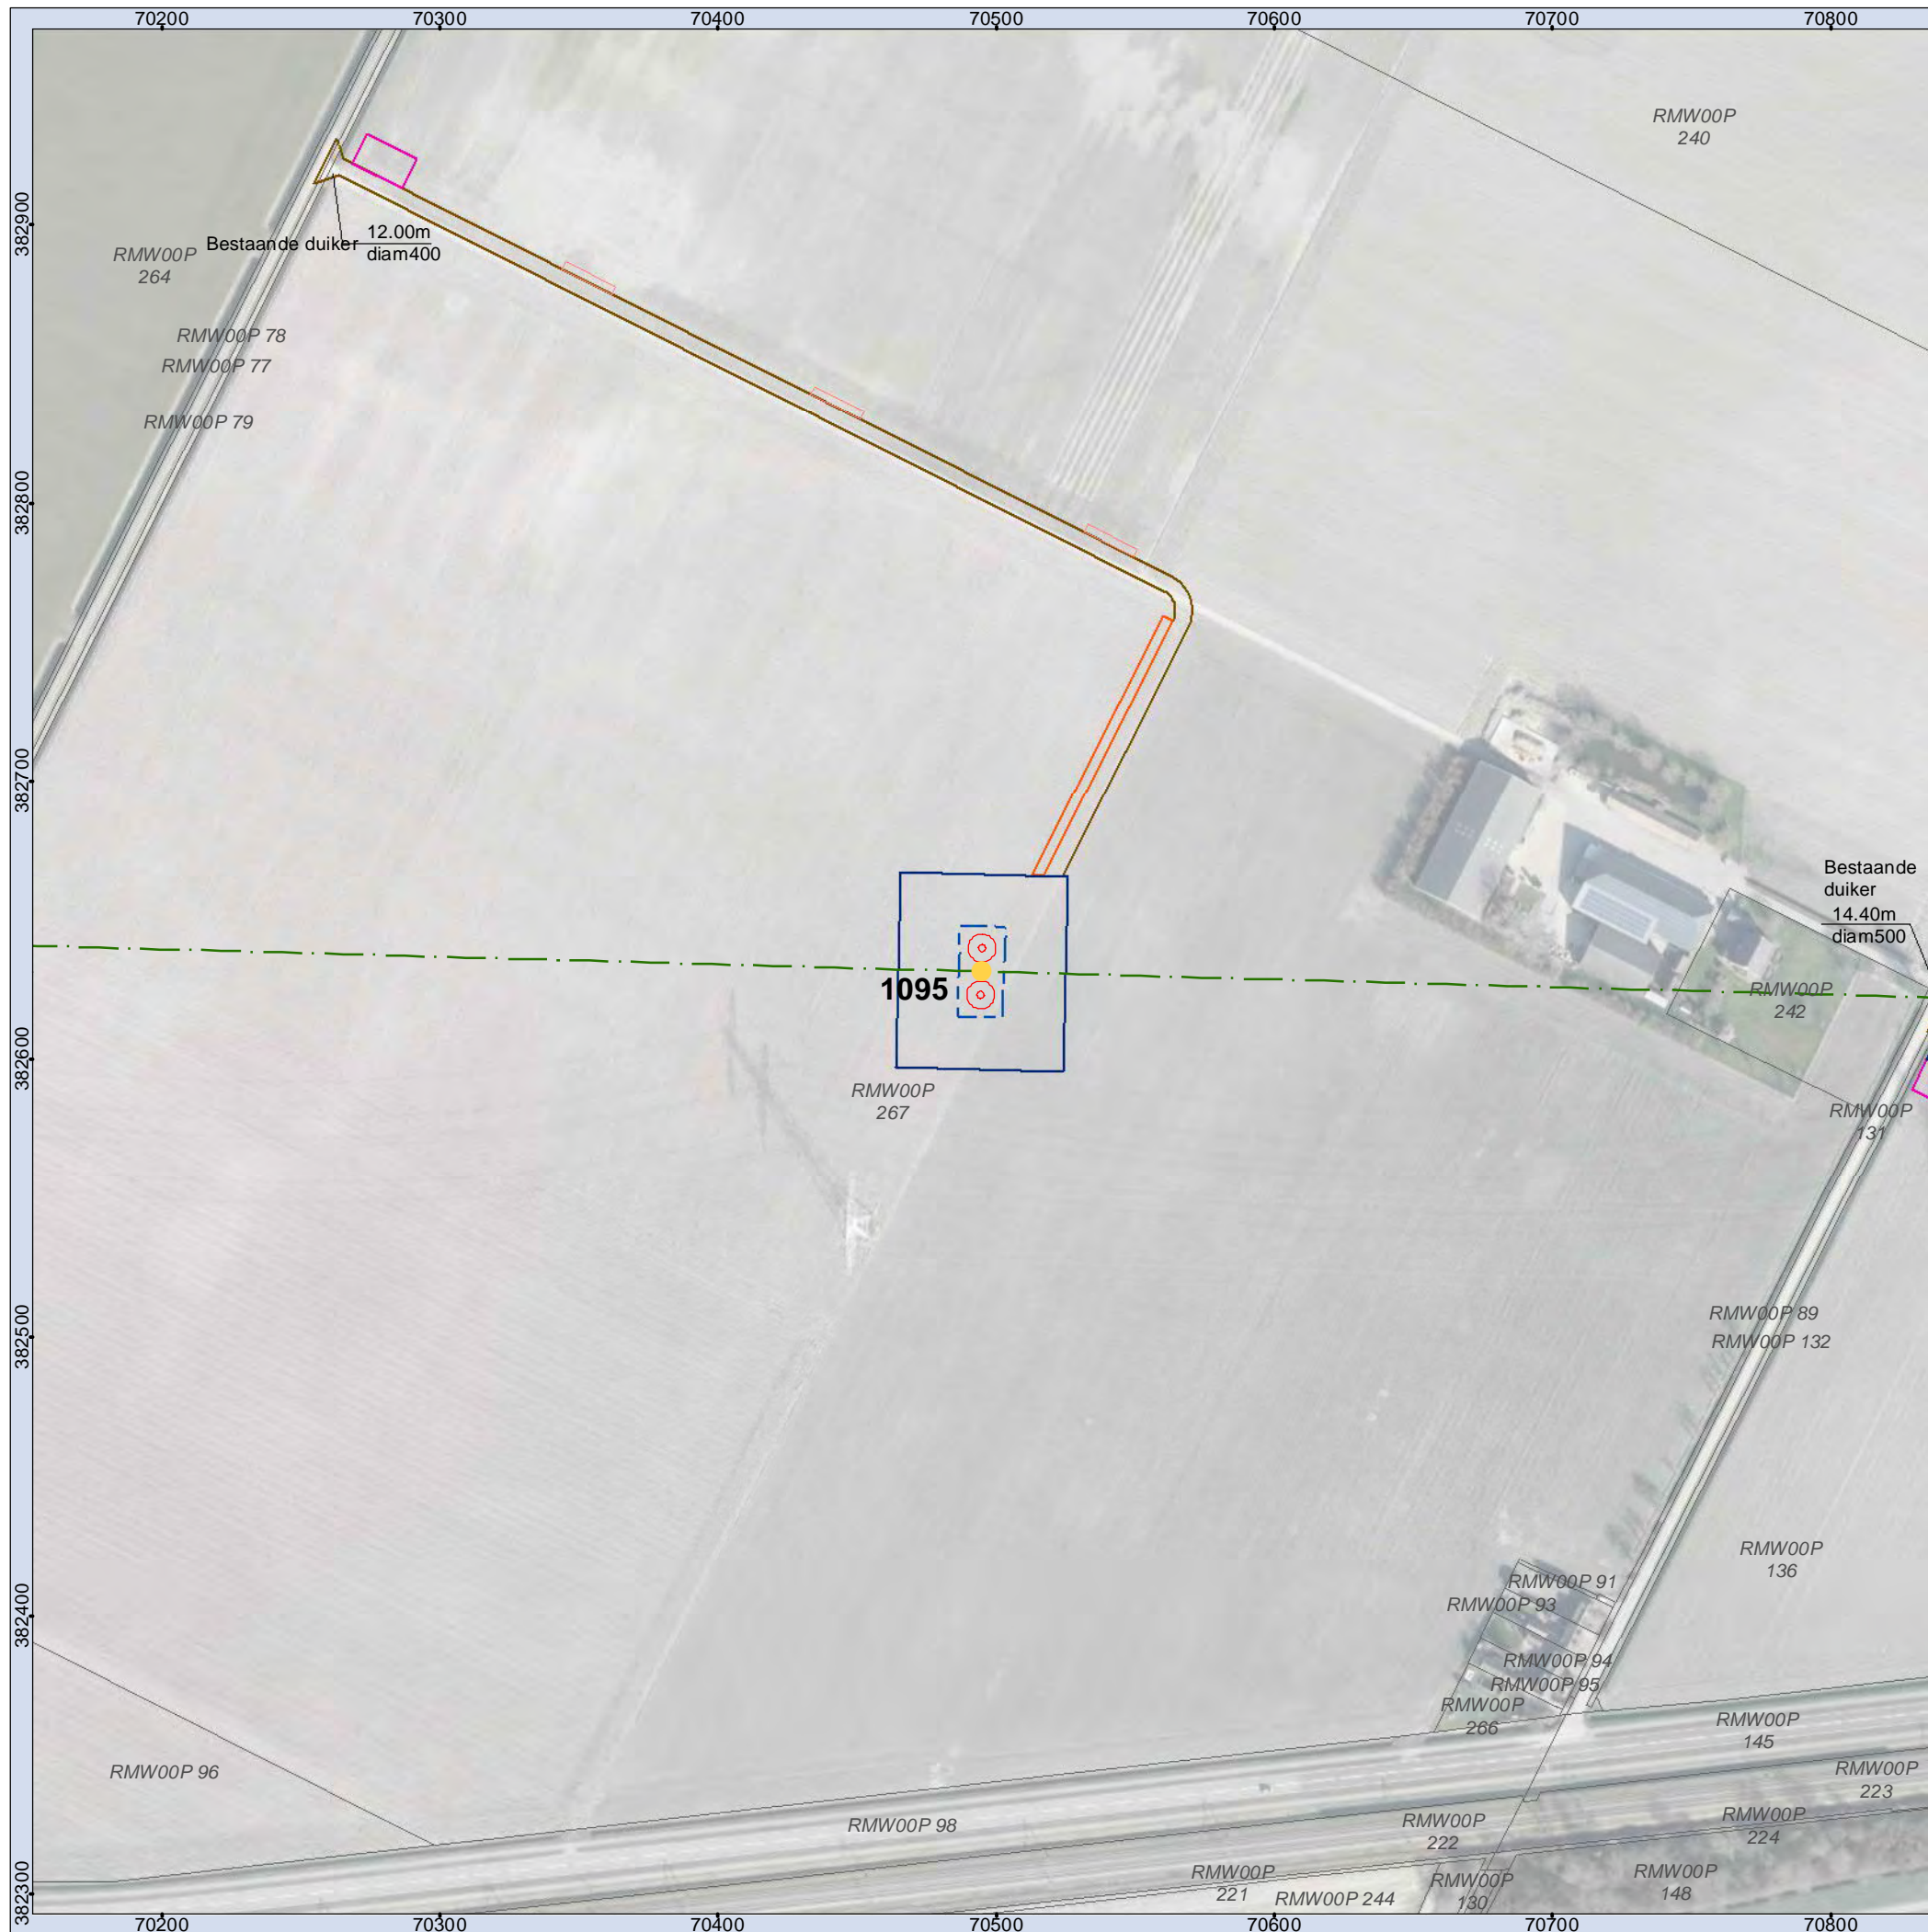 70200 70300 70400 70500 70600 70700 70800
RMW00P
240
382900
12.00m
Bestaande duiker
diam400
RMW00P
264
RMW00P 78
RMW00P 77
RMW00P 79
382800
382700
Bestaande
duiker
14.40m
diam500
1095
RMW00P
242
382600
RMW00P
267
RMW00P
131
RMW00P 89
RMW00P 132
382500
RMW00P
136
RMW00P 91
RMW00P 93
382400
RMW00P 94
RMW00P 95
RMW00P
266
RMW00P
145
RMW00P 96
RMW00P
223
RMW00P 98
RMW00P
222
RMW00P
224
RMW00P
221
RMW00P 244
RMW00P
130
RMW00P
148
382300
70200 70300 70400 70500 70600 70700 70800